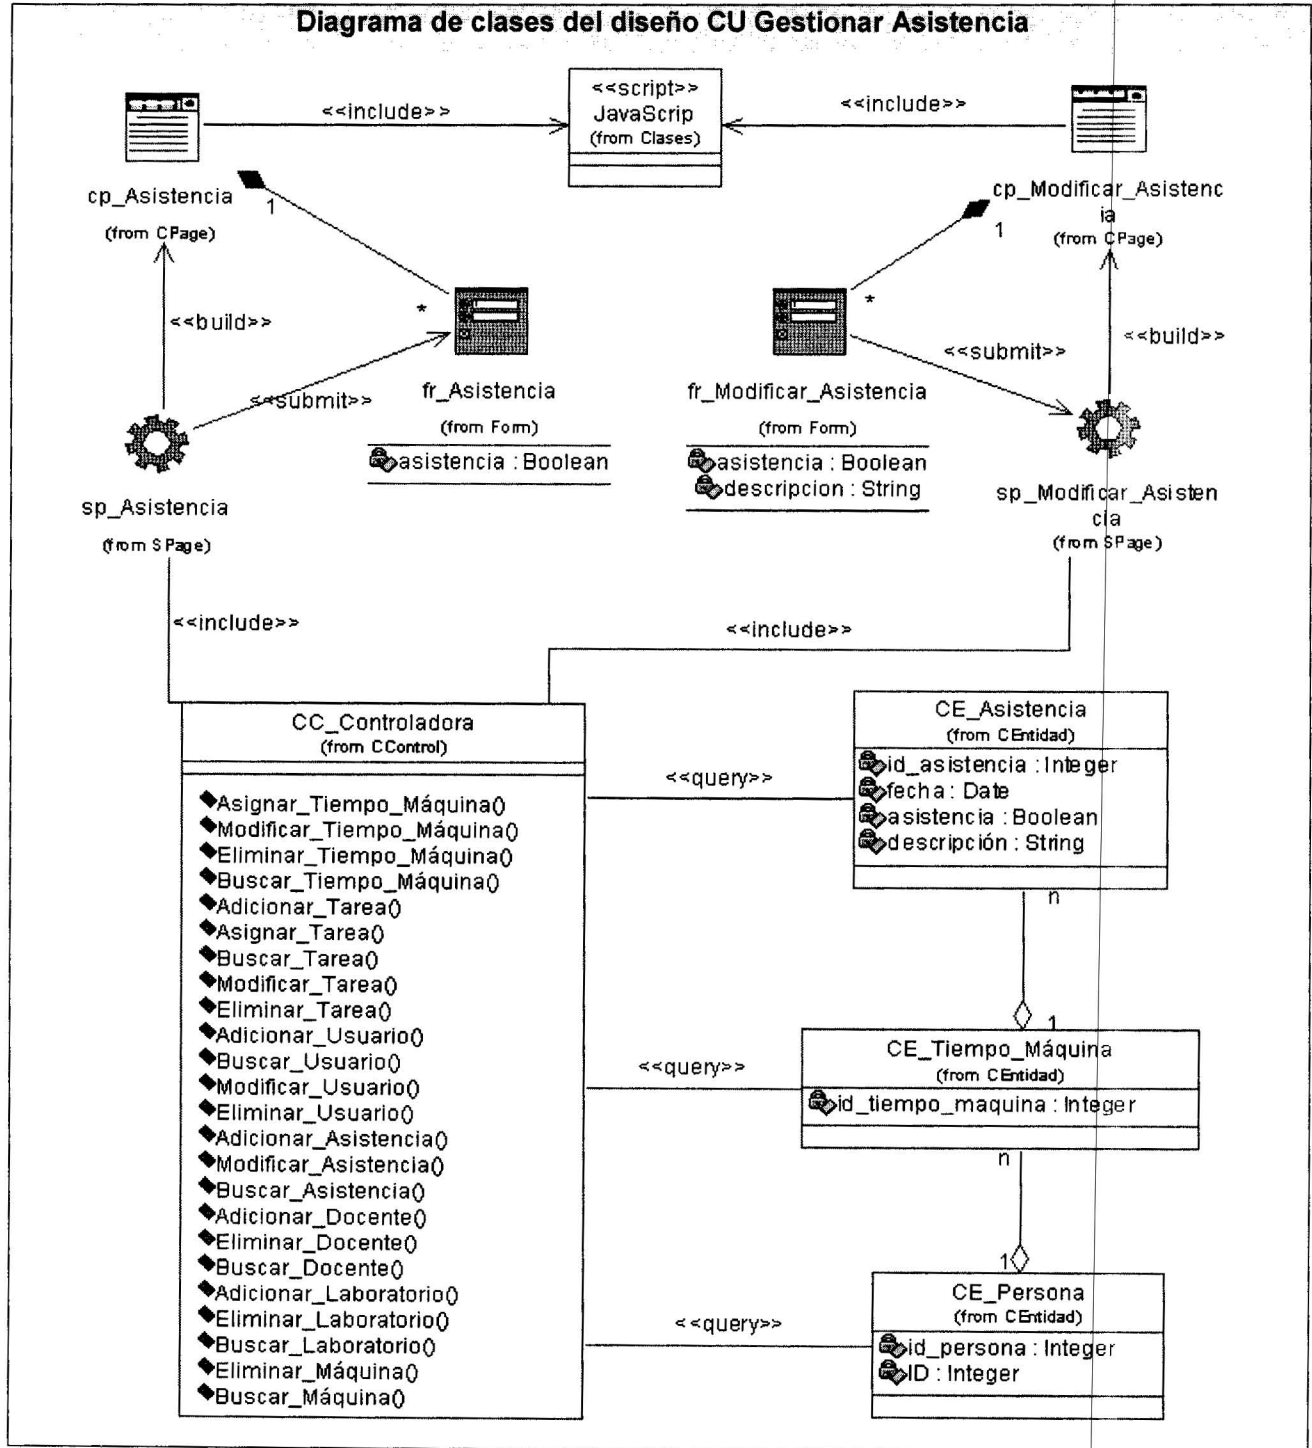 Diagrama de clases del diseño CU Gestionar Asistencia
<<include>>
<<script>>
JavaScrip
(from Clases)
<<include>>
cp_Asistencia
(from CPage)
1
cp_Modificar_Asistenc
ia
(from CPage)
1
*
*
<<build>>
<<submit>>
<<submit>>
<<build>>
fr_Asistencia
(from Form)
asistencia : Boolean
fr_Modificar_Asistencia
(from Form)
asistencia : Boolean
descripcion : String
sp_Asistencia
(from SPage)
sp_Modificar_Asisten
cia
(from SPage)
<<include>>
<<include>>
CC_Controladora
(from CControl)
Asignar_Tiempo_Máquina()
Modificar_Tiempo_Máquina()
Eliminar_Tiempo_Máquina()
Buscar_Tiempo_Máquina()
Adicionar_Tarea()
Asignar_Tarea()
Buscar_Tarea()
Modificar_Tarea()
Eliminar_Tarea()
Adicionar_Usuario()
Buscar_Usuario()
Modificar_Usuario()
Eliminar_Usuario()
Adicionar_Asistencia()
Modificar_Asistencia()
Buscar_Asistencia()
Adicionar_Docente()
Eliminar_Docente()
Buscar_Docente()
Adicionar_Laboratorio()
Eliminar_Laboratorio()
Buscar_Laboratorio()
Eliminar_Máquina()
Buscar_Máquina()
<<query>>
CE_Asistencia
(from CEntidad)
id_asistencia : Integer
fecha : Date
asistencia : Boolean
descripción : String
n
1
<<query>>
CE_Tiempo_Máquina
(from CEntidad)
id_tiempo_maquina : Integer
n
1
<<query>>
CE_Persona
(from CEntidad)
id_persona : Integer
ID : Integer